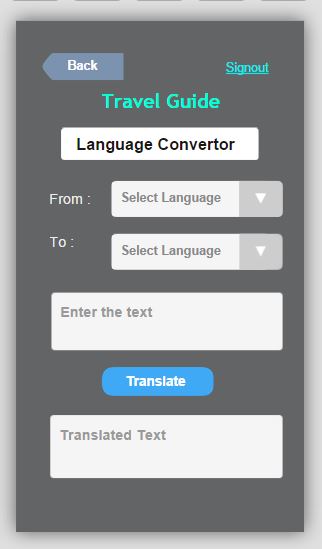 Back
Signout
Travel Guide
Language Convertor
From :
Select Language
To :
Select Language
Enter the text
Translate
Translated Text